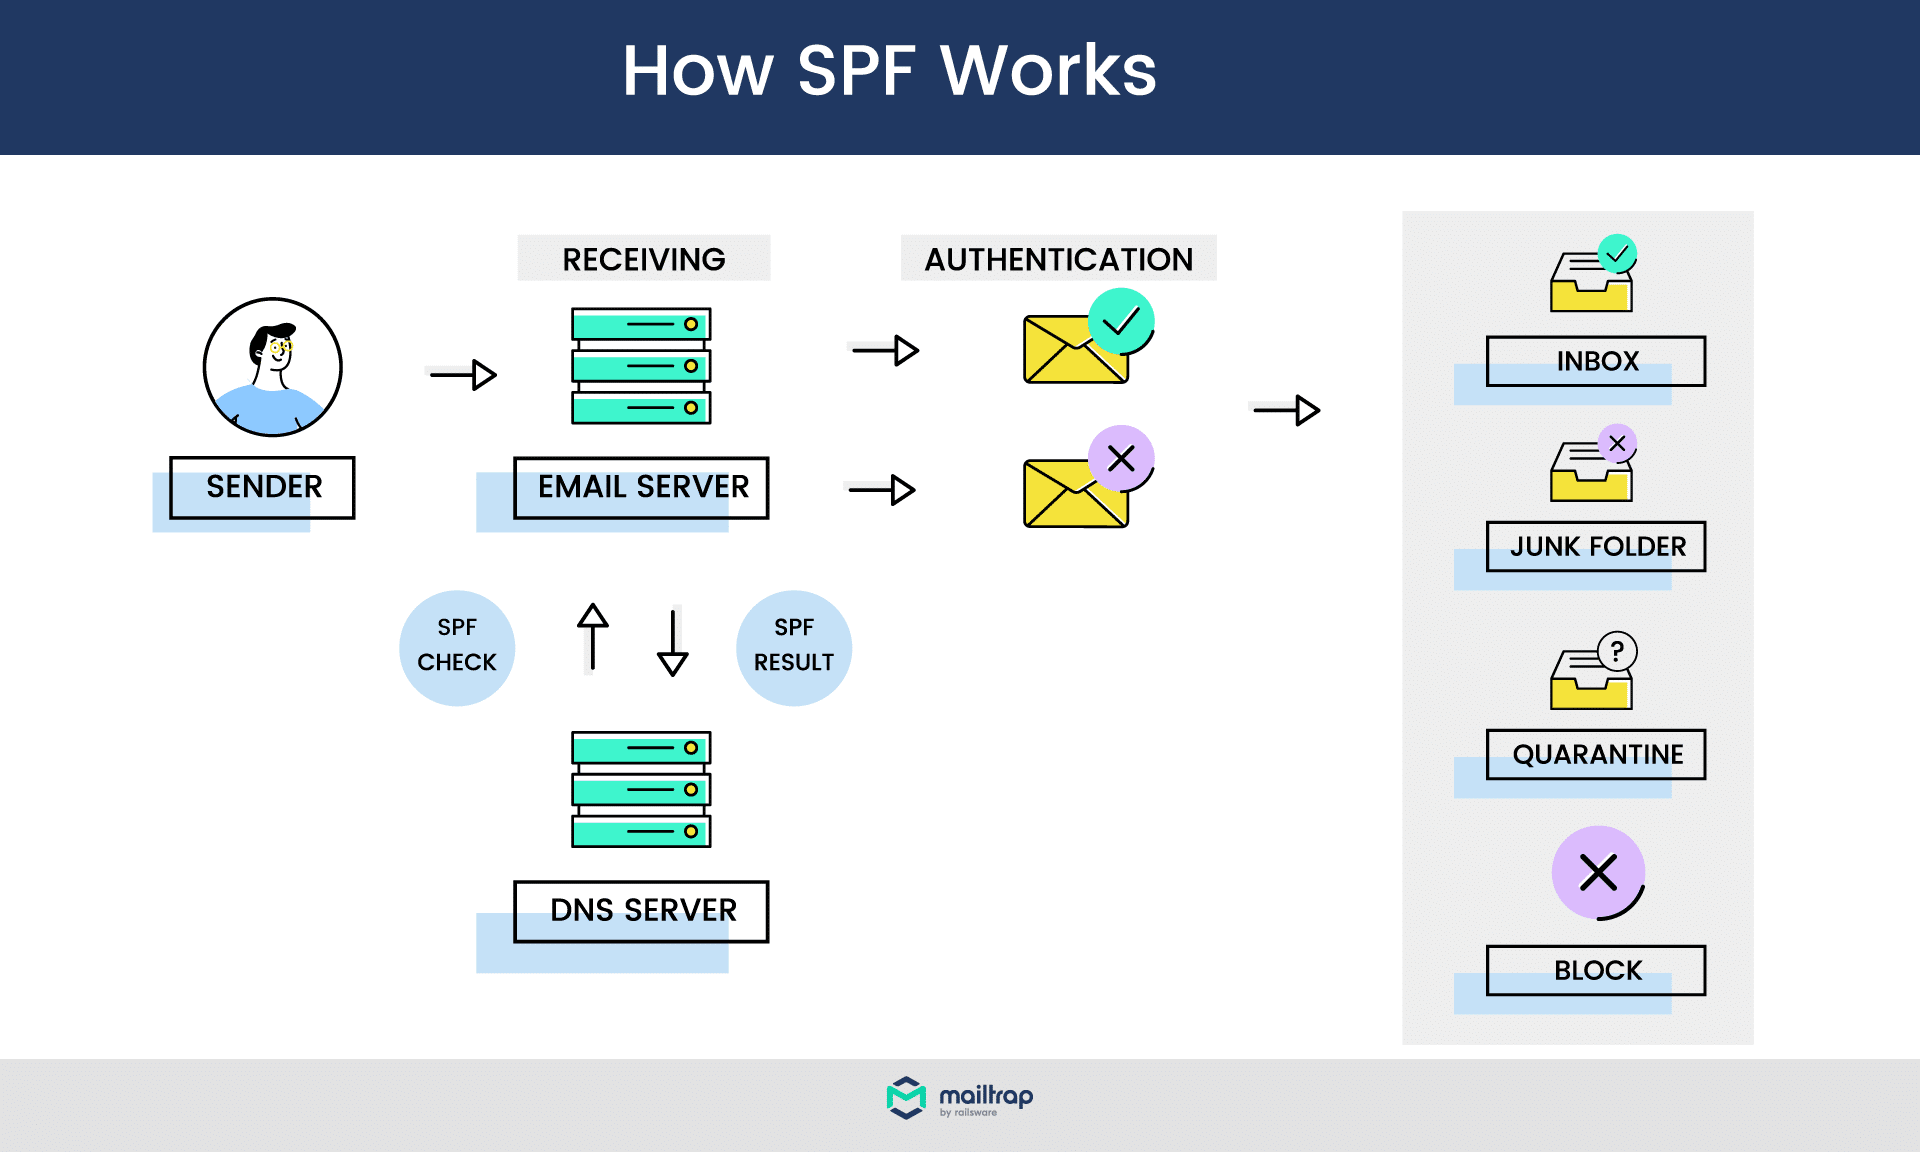 How SPF Works
RECEIVING
AUTHENTICATION
SENDER
EMAIL SERVER
SPF
CHECK
SPF
RESULT
DNS SERVER
INBOX
JUNK FOLDER
?
QUARANTINE
BLOCK
mailtrap
by railsware